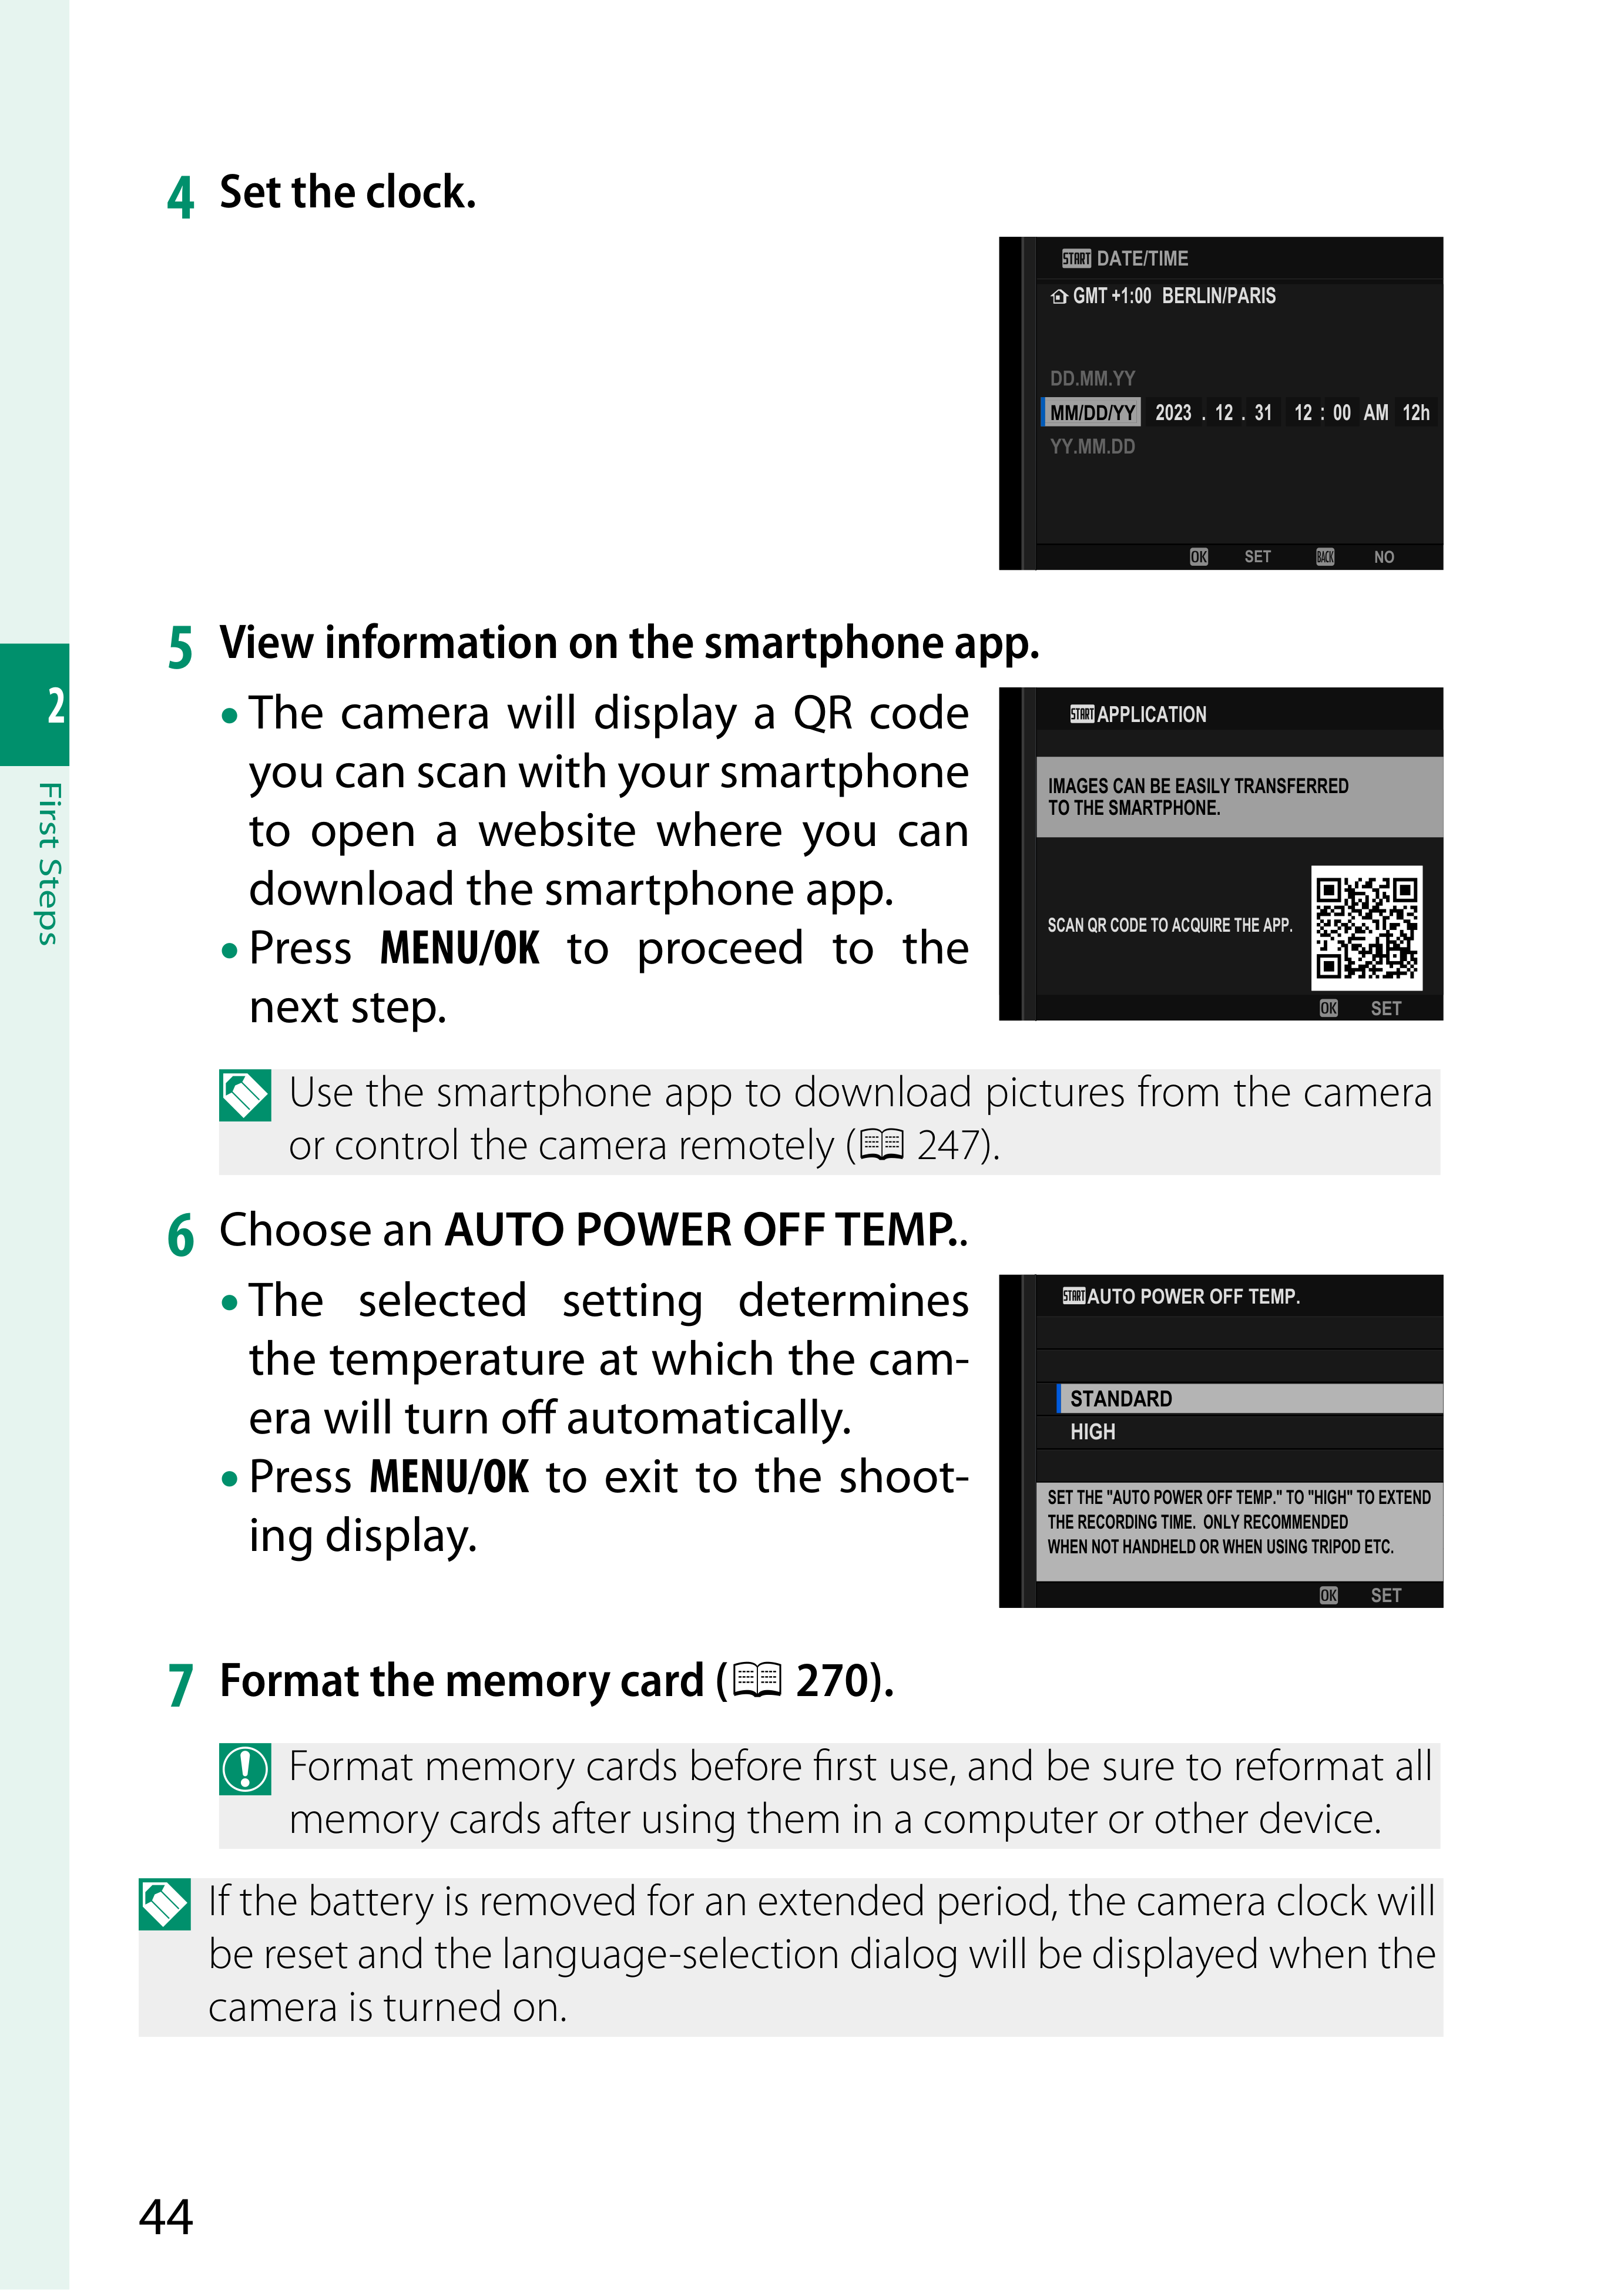 4 Set the clock.
START DATE/TIME
GMT +1:00 BERLIN/PARIS
DD.MM.YY
MM/DD/YY 2023 . 12 . 31 12 : 00 AM 12h
YY.MM.DD
OK SET BACK NO
5 View information on the smartphone app.
• The camera will display a QR code
you can scan with your smartphone
to open a website where you can
download the smartphone app.
• Press MENU/OK to proceed to the
next step.
START APPLICATION
IMAGES CAN BE EASILY TRANSFERRED
TO THE SMARTPHONE.
SCAN QR CODE TO ACQUIRE THE APP.
OK SET
Use the smartphone app to download pictures from the camera
or control the camera remotely (247).
6 Choose an AUTO POWER OFF TEMP..
• The selected setting determines
the temperature at which the cam-
era will turn off automatically.
• Press MENU/OK to exit to the shoot-
ing display.
START AUTO POWER OFF TEMP.
STANDARD
HIGH
SET THE "AUTO POWER OFF TEMP." TO "HIGH" TO EXTEND
THE RECORDING TIME. ONLY RECOMMENDED
WHEN NOT HANDHELD OR WHEN USING TRIPOD ETC.
OK SET
7 Format the memory card (270).
Format memory cards before first use, and be sure to reformat all
memory cards after using them in a computer or other device.
If the battery is removed for an extended period, the camera clock will
be reset and the language-selection dialog will be displayed when the
camera is turned on.
2
First Steps
44